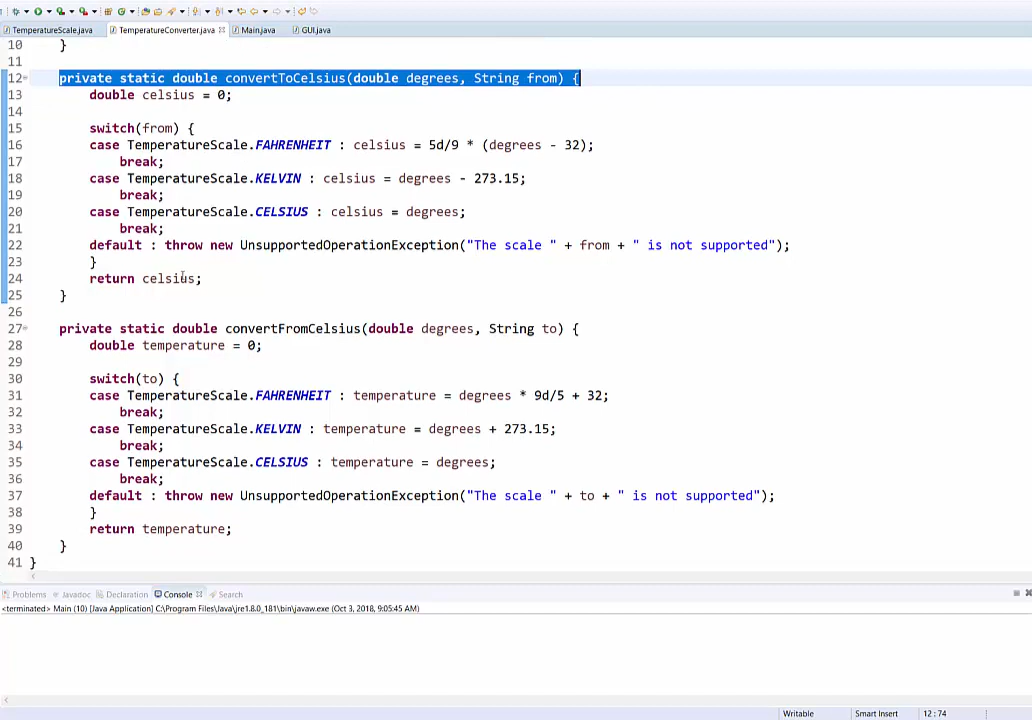 TemperatureScale.java TemperatureConverter.java Main.java GUI.java
10 }
11
12 private static double convertToCelsius(double degrees, String from) {
13 double celsius = 0;
14
15 switch(from) {
16 case TemperatureScale.FAHRENHEIT : celsius = 5d/9 * (degrees - 32);
17 break;
18 case TemperatureScale.KELVIN : celsius = degrees - 273.15;
19 break;
20 case TemperatureScale.CELSIUS : celsius = degrees;
21 break;
22 default : throw new UnsupportedOperationException("The scale " + from + " is not supported");
23 }
24 return celsius;
25 }
26
27 private static double convertFromCelsius(double degrees, String to) {
28 double temperature = 0;
29
30 switch(to) {
31 case TemperatureScale.FAHRENHEIT : temperature = degrees * 9d/5 + 32;
32 break;
33 case TemperatureScale.KELVIN : temperature = degrees + 273.15;
34 break;
35 case TemperatureScale.CELSIUS : temperature = degrees;
36 break;
37 default : throw new UnsupportedOperationException("The scale " + to + " is not supported");
38 }
39 return temperature;
40 }
41 }
Problems Javadoc Declaration Console Search
<terminated> Main (10) [Java Application] C:\Program Files\Java\jre1.8.0_181\bin\javaw.exe (Oct 3, 2018, 9:05:45 AM)
Writable Smart Insert 12 : 74